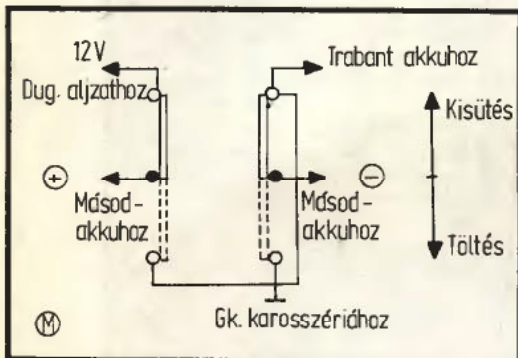 12V
Dug. aljzathoz
Trabant akkuhoz
Kisütés
+
Másod-
akkuhoz
Másod-
akkuhoz
−
Töltés
Gk. karosszériához
M